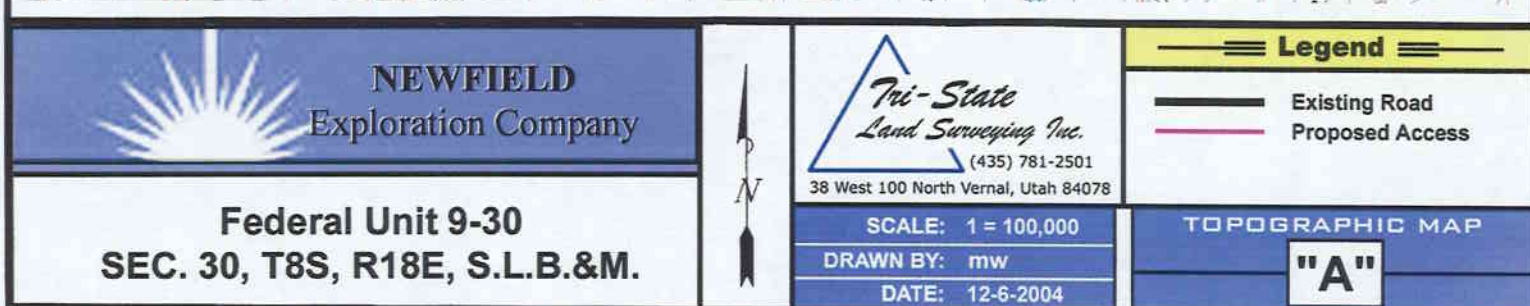 NEWFIELD
Exploration Company
Federal Unit 9-30
SEC. 30, T8S, R18E, S.L.B.&M.
N
Tri-State
Land Surveying Inc.
(435) 781-2501
38 West 100 North Vernal, Utah 84078
SCALE: 1 = 100,000
DRAWN BY: mw
DATE: 12-6-2004
Legend
Existing Road
Proposed Access
TOPOGRAPHIC MAP
"A"